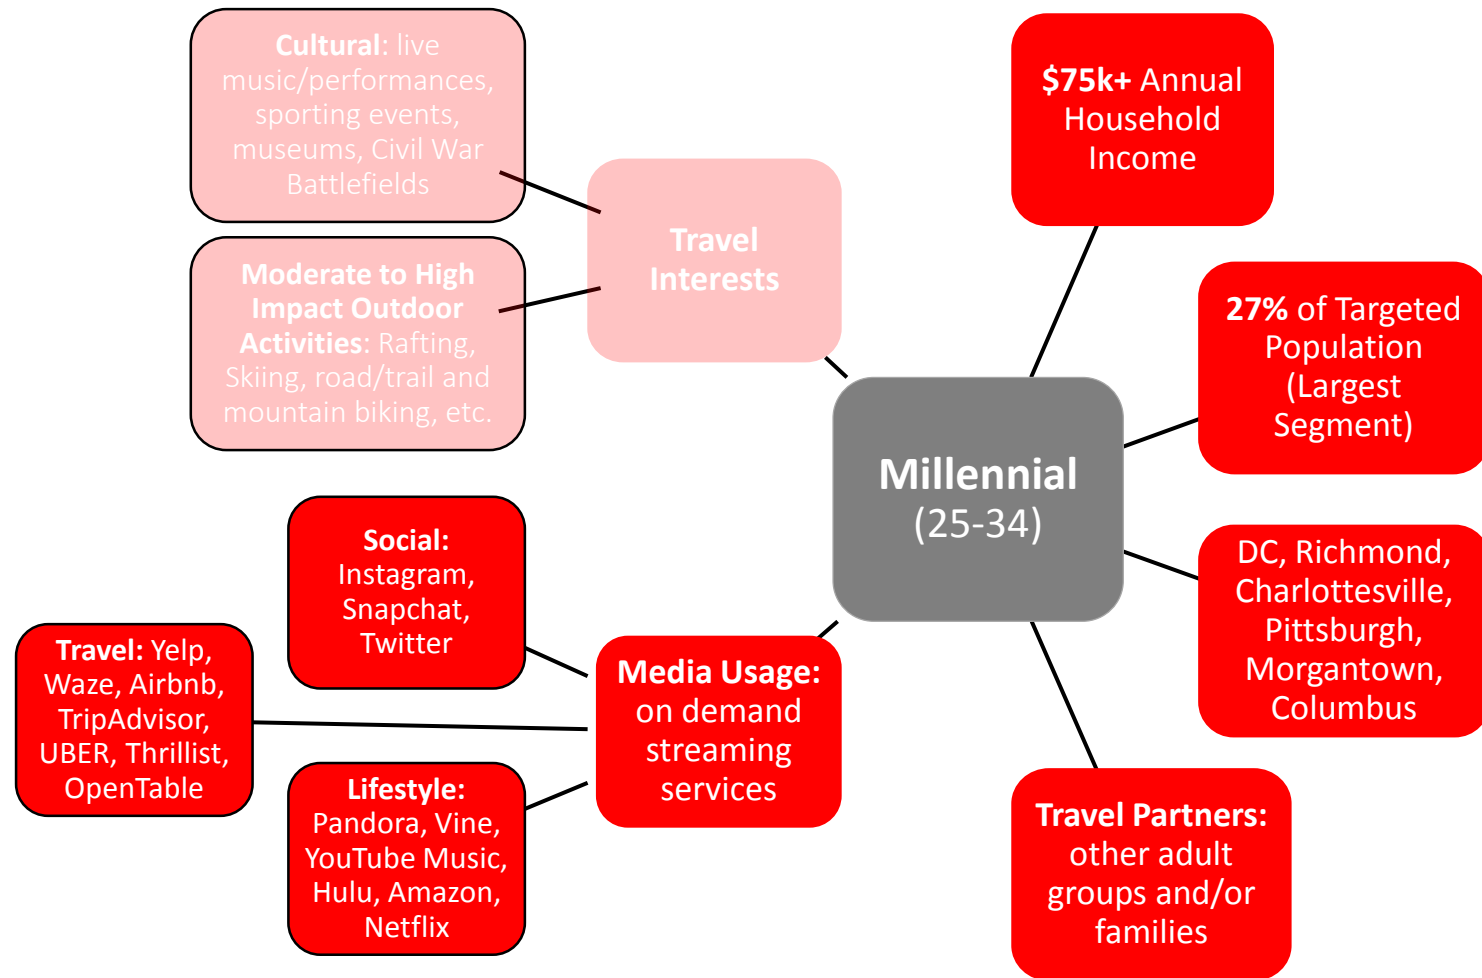 Cultural: live
music/performances,
sporting events,
museums, Civil War
Battlefields
Moderate to High
Impact Outdoor
Activities: Rafting,
Skiing, road/trail and
mountain biking, etc.
Travel
Interests
$75k+ Annual
Household
Income
27% of Targeted
Population
(Largest
Segment)
Millennial
(25-34)
DC, Richmond,
Charlottesville,
Pittsburgh,
Morgantown,
Columbus
Social:
Instagram,
Snapchat,
Twitter
Travel: Yelp,
Waze, Airbnb,
TripAdvisor,
UBER, Thrillist,
OpenTable
Lifestyle:
Pandora, Vine,
YouTube Music,
Hulu, Amazon,
Netflix
Media Usage:
on demand
streaming
services
Travel Partners:
other adult
groups and/or
families